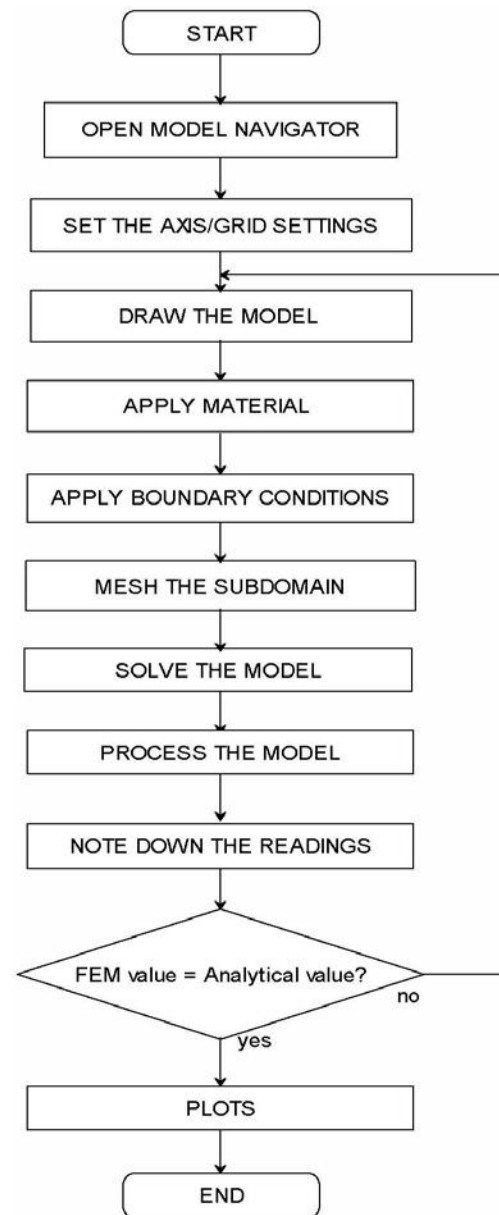 START
OPEN MODEL NAVIGATOR
SET THE AXIS/GRID SETTINGS
DRAW THE MODEL
APPLY MATERIAL
APPLY BOUNDARY CONDITIONS
MESH THE SUBDOMAIN
SOLVE THE MODEL
PROCESS THE MODEL
NOTE DOWN THE READINGS
FEM value = Analytical value?
no
yes
PLOTS
END